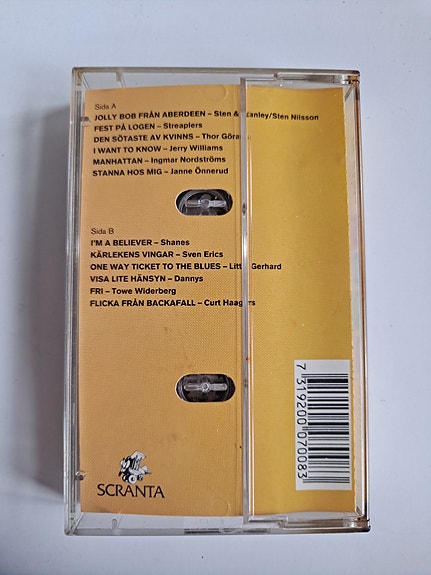 Sida A
JOLLY BOB FRÅN ABERDEEN – Sten & Stanley/Sten Nilsson
FEST PÅ LOGEN – Streaplers
DEN SÖTASTE AV KVINNS – Thor Göran
I WANT TO KNOW – Jerry Williams
MANHATTAN – Ingmar Nordströms
STANNA HOS MIG – Janne Önnerud
Sida B
I'M A BELIEVER – Shanes
KÄRLEKENS VINGAR – Sven Erics
ONE WAY TICKET TO THE BLUES – Little Gerhard
VISA LITE HÄNSYN – Dannys
FRI – Towe Widerberg
FLICKA FRÅN BACKAFALL – Curt Haagers
SCRANTA
7 319200 070083